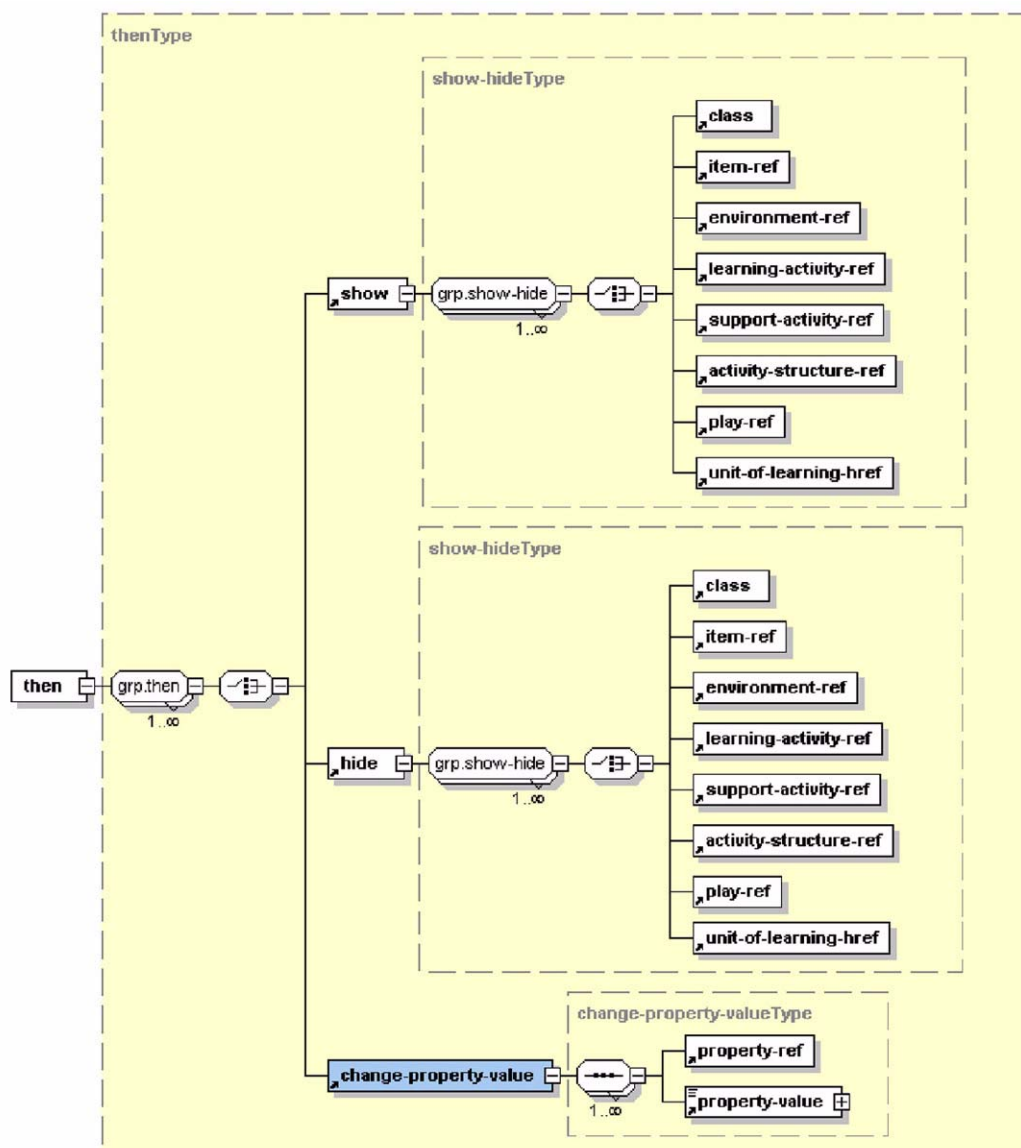 thenType
show-hideType
class
item-ref
environment-ref
learning-activity-ref
show
grp.show-hide
1..∞
support-activity-ref
activity-structure-ref
play-ref
unit-of-learning-href
show-hideType
class
item-ref
then
grp.then
1..∞
environment-ref
learning-activity-ref
hide
grp.show-hide
1..∞
support-activity-ref
activity-structure-ref
play-ref
unit-of-learning-href
change-property-valueType
change-property-value
1..∞
property-ref
property-value